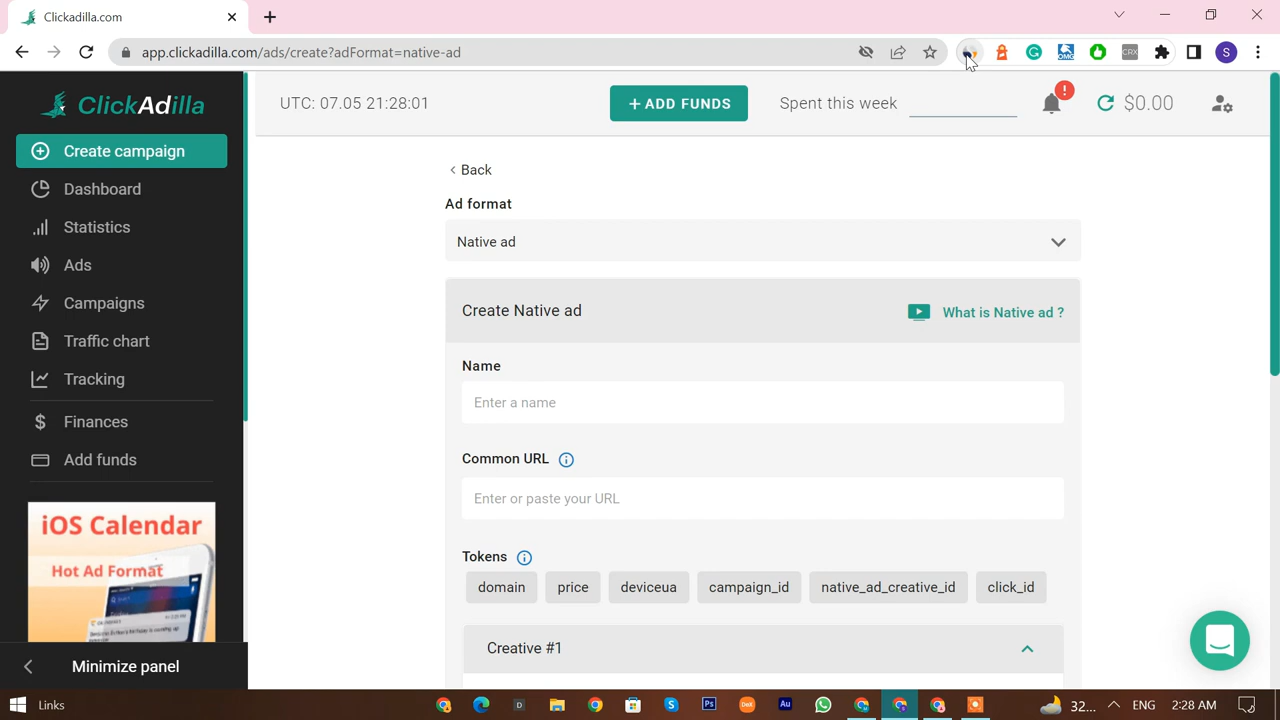 Clickadilla.com
app.clickadilla.com/ads/create?adFormat=native-ad
OMG
CRX
S
ClickAdilla
UTC: 07.05 21:28:01
+ ADD FUNDS
Spent this week
!
$0.00
Create campaign
Dashboard
Statistics
Ads
Campaigns
Traffic chart
Tracking
Finances
Add funds
iOS Calendar
Hot Ad Format
Minimize panel
Back
Ad format
Native ad
Create Native ad
What is Native ad ?
Name
Enter a name
Common URL
Enter or paste your URL
Tokens
domain
price
deviceua
campaign_id
native_ad_creative_id
click_id
Creative #1
Links
32...
ENG
2:28 AM